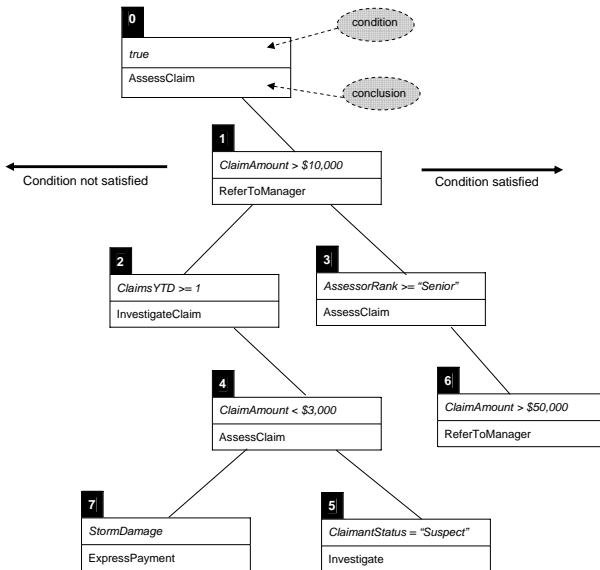 0
condition
true
AssessClaim
conclusion
1
ClaimAmount > $10,000
ReferToManager
Condition not satisfied
Condition satisfied
2
ClaimsYTD >= 1
InvestigateClaim
3
AssessorRank >= “Senior”
AssessClaim
4
ClaimAmount < $3,000
AssessClaim
6
ClaimAmount > $50,000
ReferToManager
7
StormDamage
ExpressPayment
5
ClaimantStatus = “Suspect”
Investigate